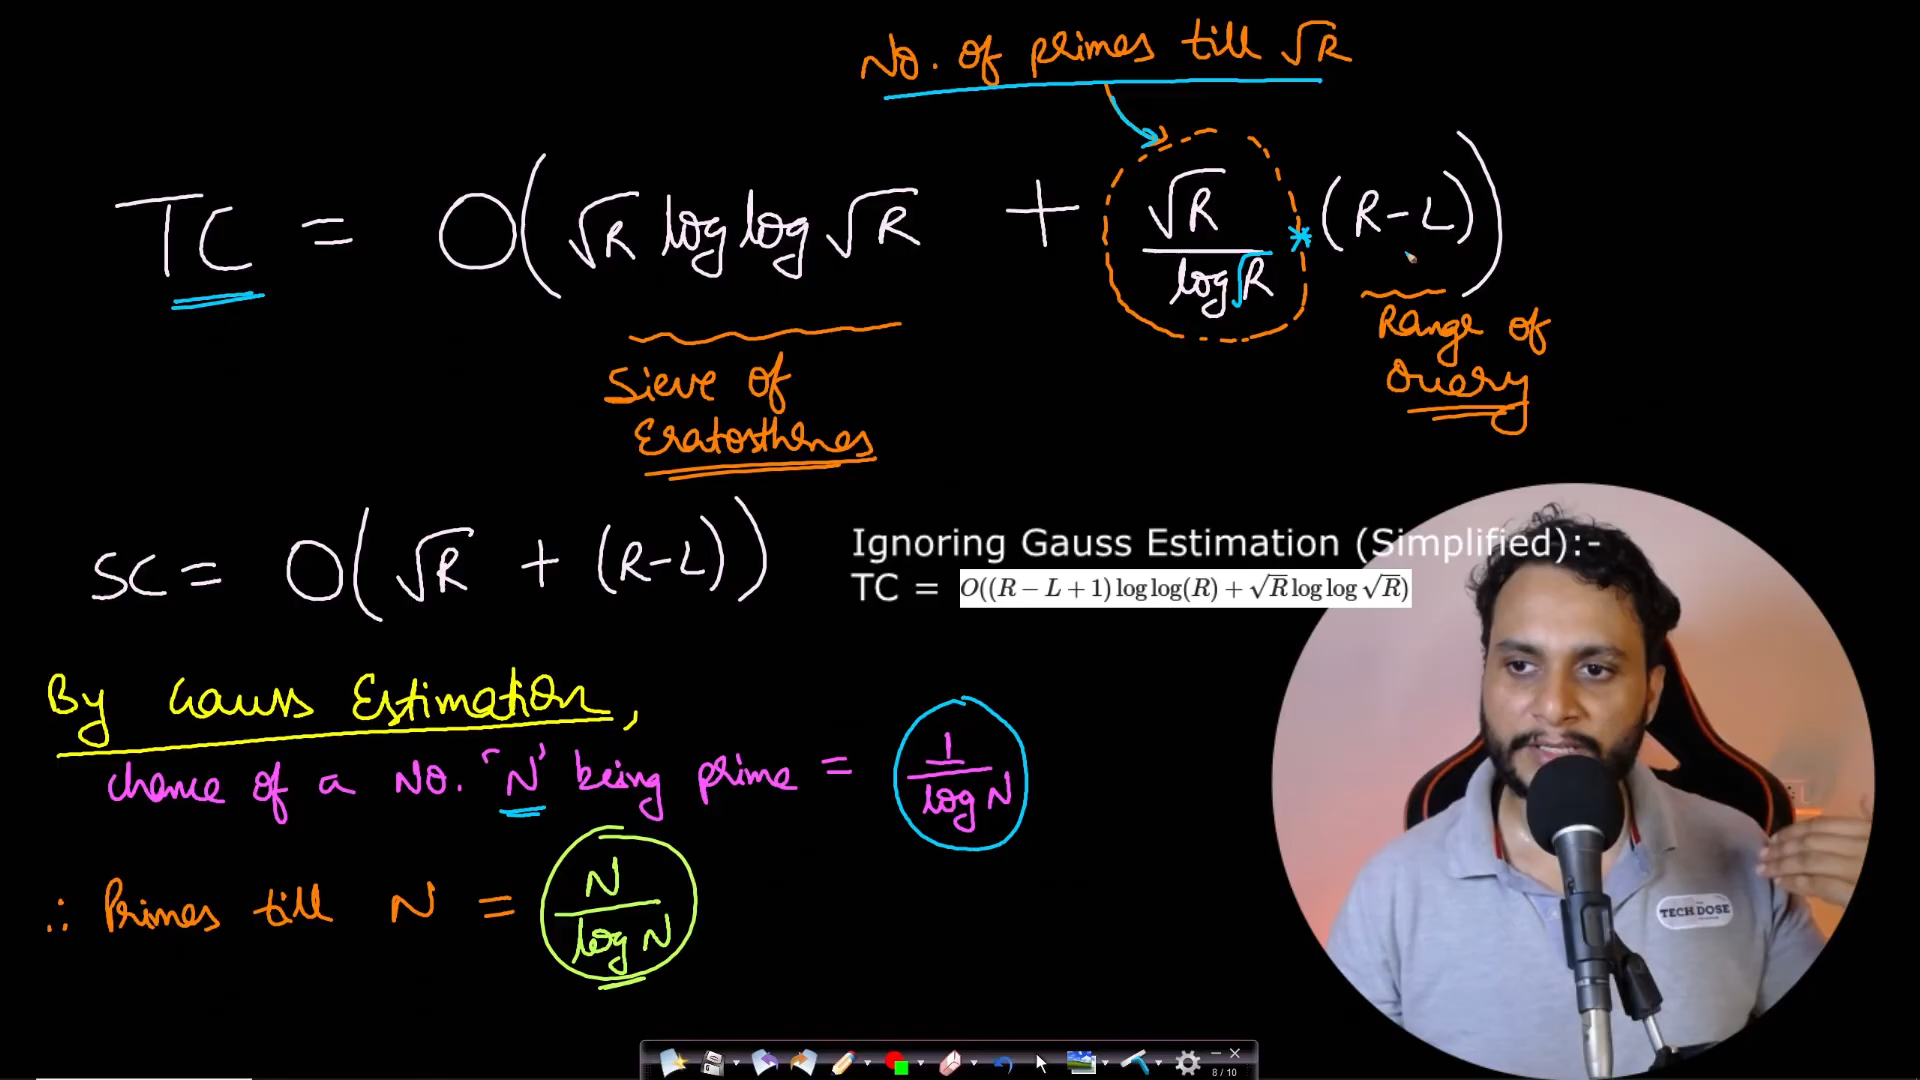 No. of primes till √R
TC = O(√R log log √R + √R / log √R * (R-L))
Sieve of
Eratosthenes
Range of
Query
SC = O(√R + (R-L))
Ignoring Gauss Estimation (Simplified):-
TC = O((R − L + 1) log log(R) + √R log log √R)
By Gauss Estimation,
chance of a No. 'N' being prime = 1 / log N
∴ Primes till N = N / log N
TECH DOSE
8 / 10